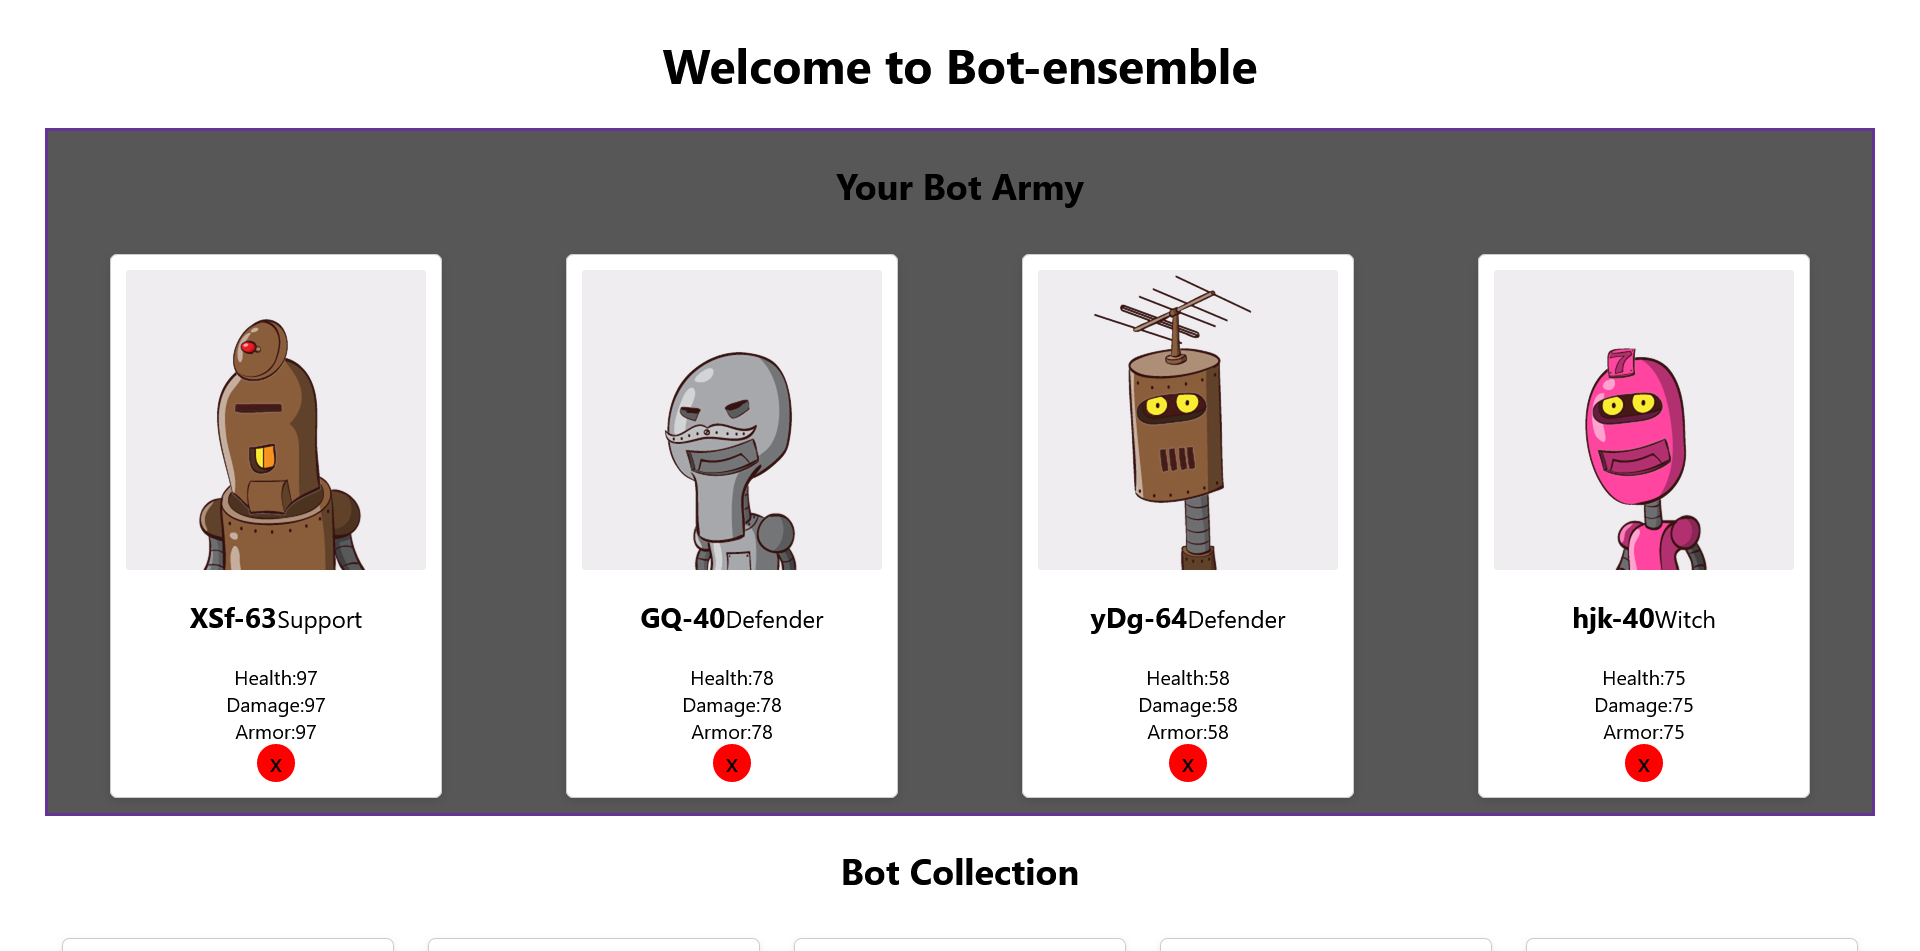 Welcome to Bot-ensemble
Your Bot Army
7
XSf-63Support
Health:97
Damage:97
Armor:97
x
GQ-40Defender
Health:78
Damage:78
Armor:78
x
yDg-64Defender
Health:58
Damage:58
Armor:58
x
hjk-40Witch
Health:75
Damage:75
Armor:75
x
Bot Collection